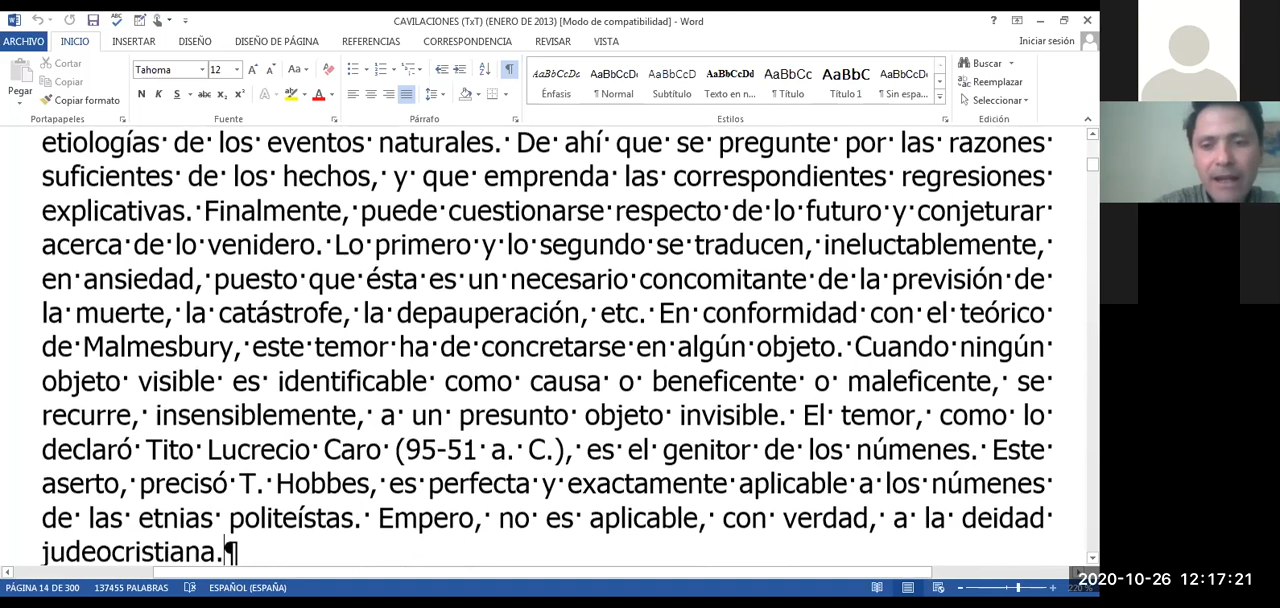 CAVILACIONES (TxT) (ENERO DE 2013) [Modo de compatibilidad] - Word
ARCHIVO INICIO INSERTAR DISEÑO DISEÑO DE PÁGINA REFERENCIAS CORRESPONDENCIA REVISAR VISTA Iniciar sesión
Pegar
Cortar
Copiar
Copiar formato
Portapapeles
Tahoma 12
N K S abc x₂ x²
Fuente
Párrafo
AaBbCcDc AaBbCcDc AaBbCcD AaBbCcDd AaBbCc AaBbC AaBbCcDc
Énfasis ¶ Normal Subtítulo Texto en n... ¶ Título Título 1 ¶ Sin espa...
Estilos
Buscar
Reemplazar
Seleccionar
Edición
etiologías de los eventos naturales. De ahí que se pregunte por las razones
suficientes de los hechos, y que emprenda las correspondientes regresiones
explicativas. Finalmente, puede cuestionarse respecto de lo futuro y conjeturar
acerca de lo venidero. Lo primero y lo segundo se traducen, ineluctablemente,
en ansiedad, puesto que ésta es un necesario concomitante de la previsión de
la muerte, la catástrofe, la depauperación, etc. En conformidad con el teórico
de Malmesbury, este temor ha de concretarse en algún objeto. Cuando ningún
objeto visible es identificable como causa o beneficente o maleficente, se
recurre, insensiblemente, a un presunto objeto invisible. El temor, como lo
declaró Tito Lucrecio Caro (95-51 a. C.), es el genitor de los númenes. Este
aserto, precisó T. Hobbes, es perfecta y exactamente aplicable a los númenes
de las etnias politeístas. Empero, no es aplicable, con verdad, a la deidad
judeocristiana.¶
PÁGINA 14 DE 300 137455 PALABRAS ESPAÑOL (ESPAÑA) 220 %
2020-10-26 12:17:21